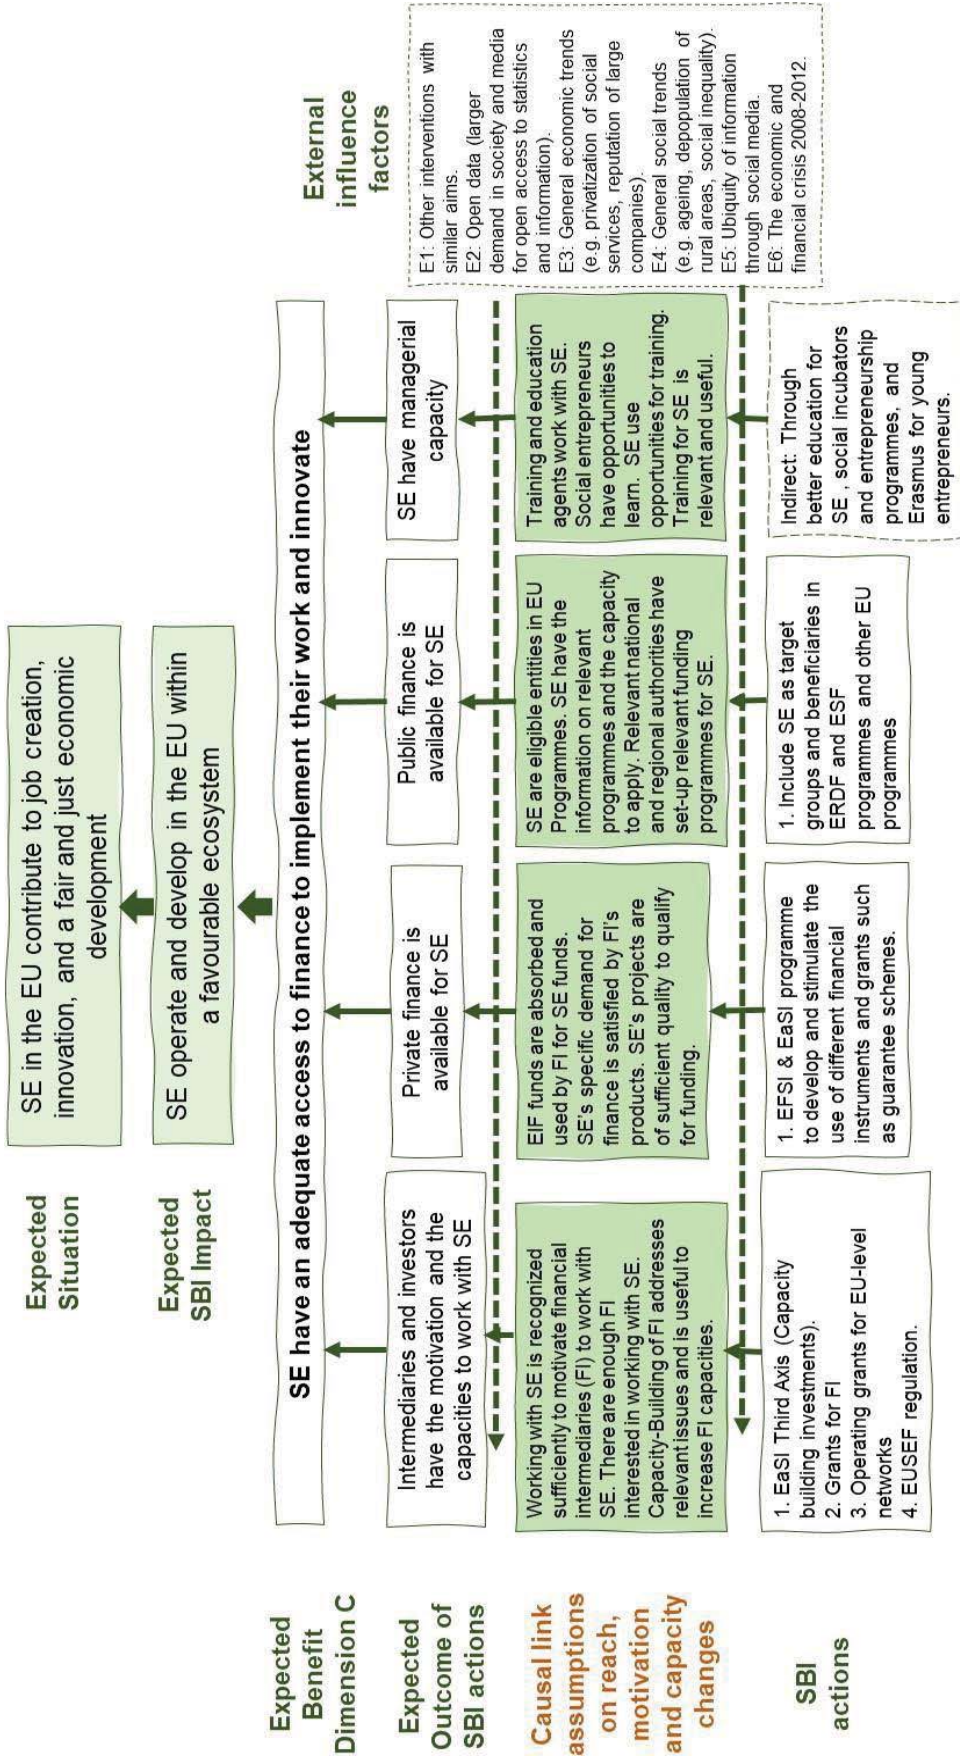 Expected
Situation
SE in the EU contribute to job creation,
innovation, and a fair and just economic
development
Expected
SBI Impact
SE operate and develop in the EU within
a favourable ecosystem
Expected
Benefit
Dimension C
SE have an adequate access to finance to implement their work and innovate
External
influence
factors
Expected
Outcome of
SBI actions
Intermediaries and investors
have the motivation and the
capacities to work with SE
Private finance is
available for SE
Public finance is
available for SE
SE have managerial
capacity
E1: Other interventions with
similar aims.
E2: Open data (larger
demand in society and media
for open access to statistics
and information).
E3: General economic trends
(e.g. privatization of social
services, reputation of large
companies).
E4: General social trends
(e.g. ageing, depopulation of
rural areas, social inequality).
E5: Ubiquity of information
through social media.
E6: The economic and
financial crisis 2008-2012.
Causal link
assumptions
on reach,
motivation
and capacity
changes
Working with SE is recognized
sufficiently to motivate financial
intermediaries (FI) to work with
SE. There are enough FI
interested in working with SE.
Capacity-Building of FI addresses
relevant issues and is useful to
increase FI capacities.
EIF funds are absorbed and
used by FI for SE funds.
SE's specific demand for
finance is satisfied by FI's
products. SE's projects are
of sufficient quality to qualify
for funding.
SE are eligible entities in EU
Programmes. SE have the
information on relevant
programmes and the capacity
to apply. Relevant national
and regional authorities have
set-up relevant funding
programmes for SE.
Training and education
agents work with SE.
Social entrepreneurs
have opportunities to
learn. SE use
opportunities for training.
Training for SE is
relevant and useful.
SBI
actions
1. EaSI Third Axis (Capacity
building investments).
2. Grants for FI
3. Operating grants for EU-level
networks
4. EUSEF regulation.
1. EFSI & EaSI programme
to develop and stimulate the
use of different financial
instruments and grants such
as guarantee schemes.
1. Include SE as target
groups and beneficiaries in
ERDF and ESF
programmes and other EU
programmes
Indirect: Through
better education for
SE , social incubators
and entrepreneurship
programmes, and
Erasmus for young
entrepreneurs.